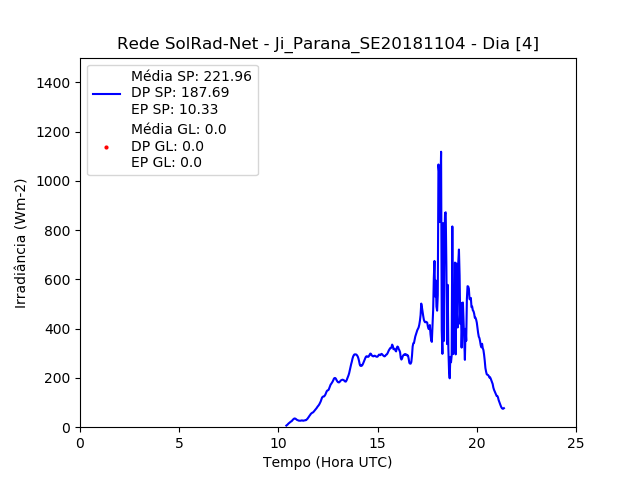 Rede SolRad-Net - Ji_Parana_SE20181104 - Dia [4]
Média SP: 221.96
DP SP: 187.69
EP SP: 10.33
Média GL: 0.0
DP GL: 0.0
EP GL: 0.0
Irradiância (Wm-2)
1400
1200
1000
800
600
400
200
0
0 5 10 15 20 25
Tempo (Hora UTC)